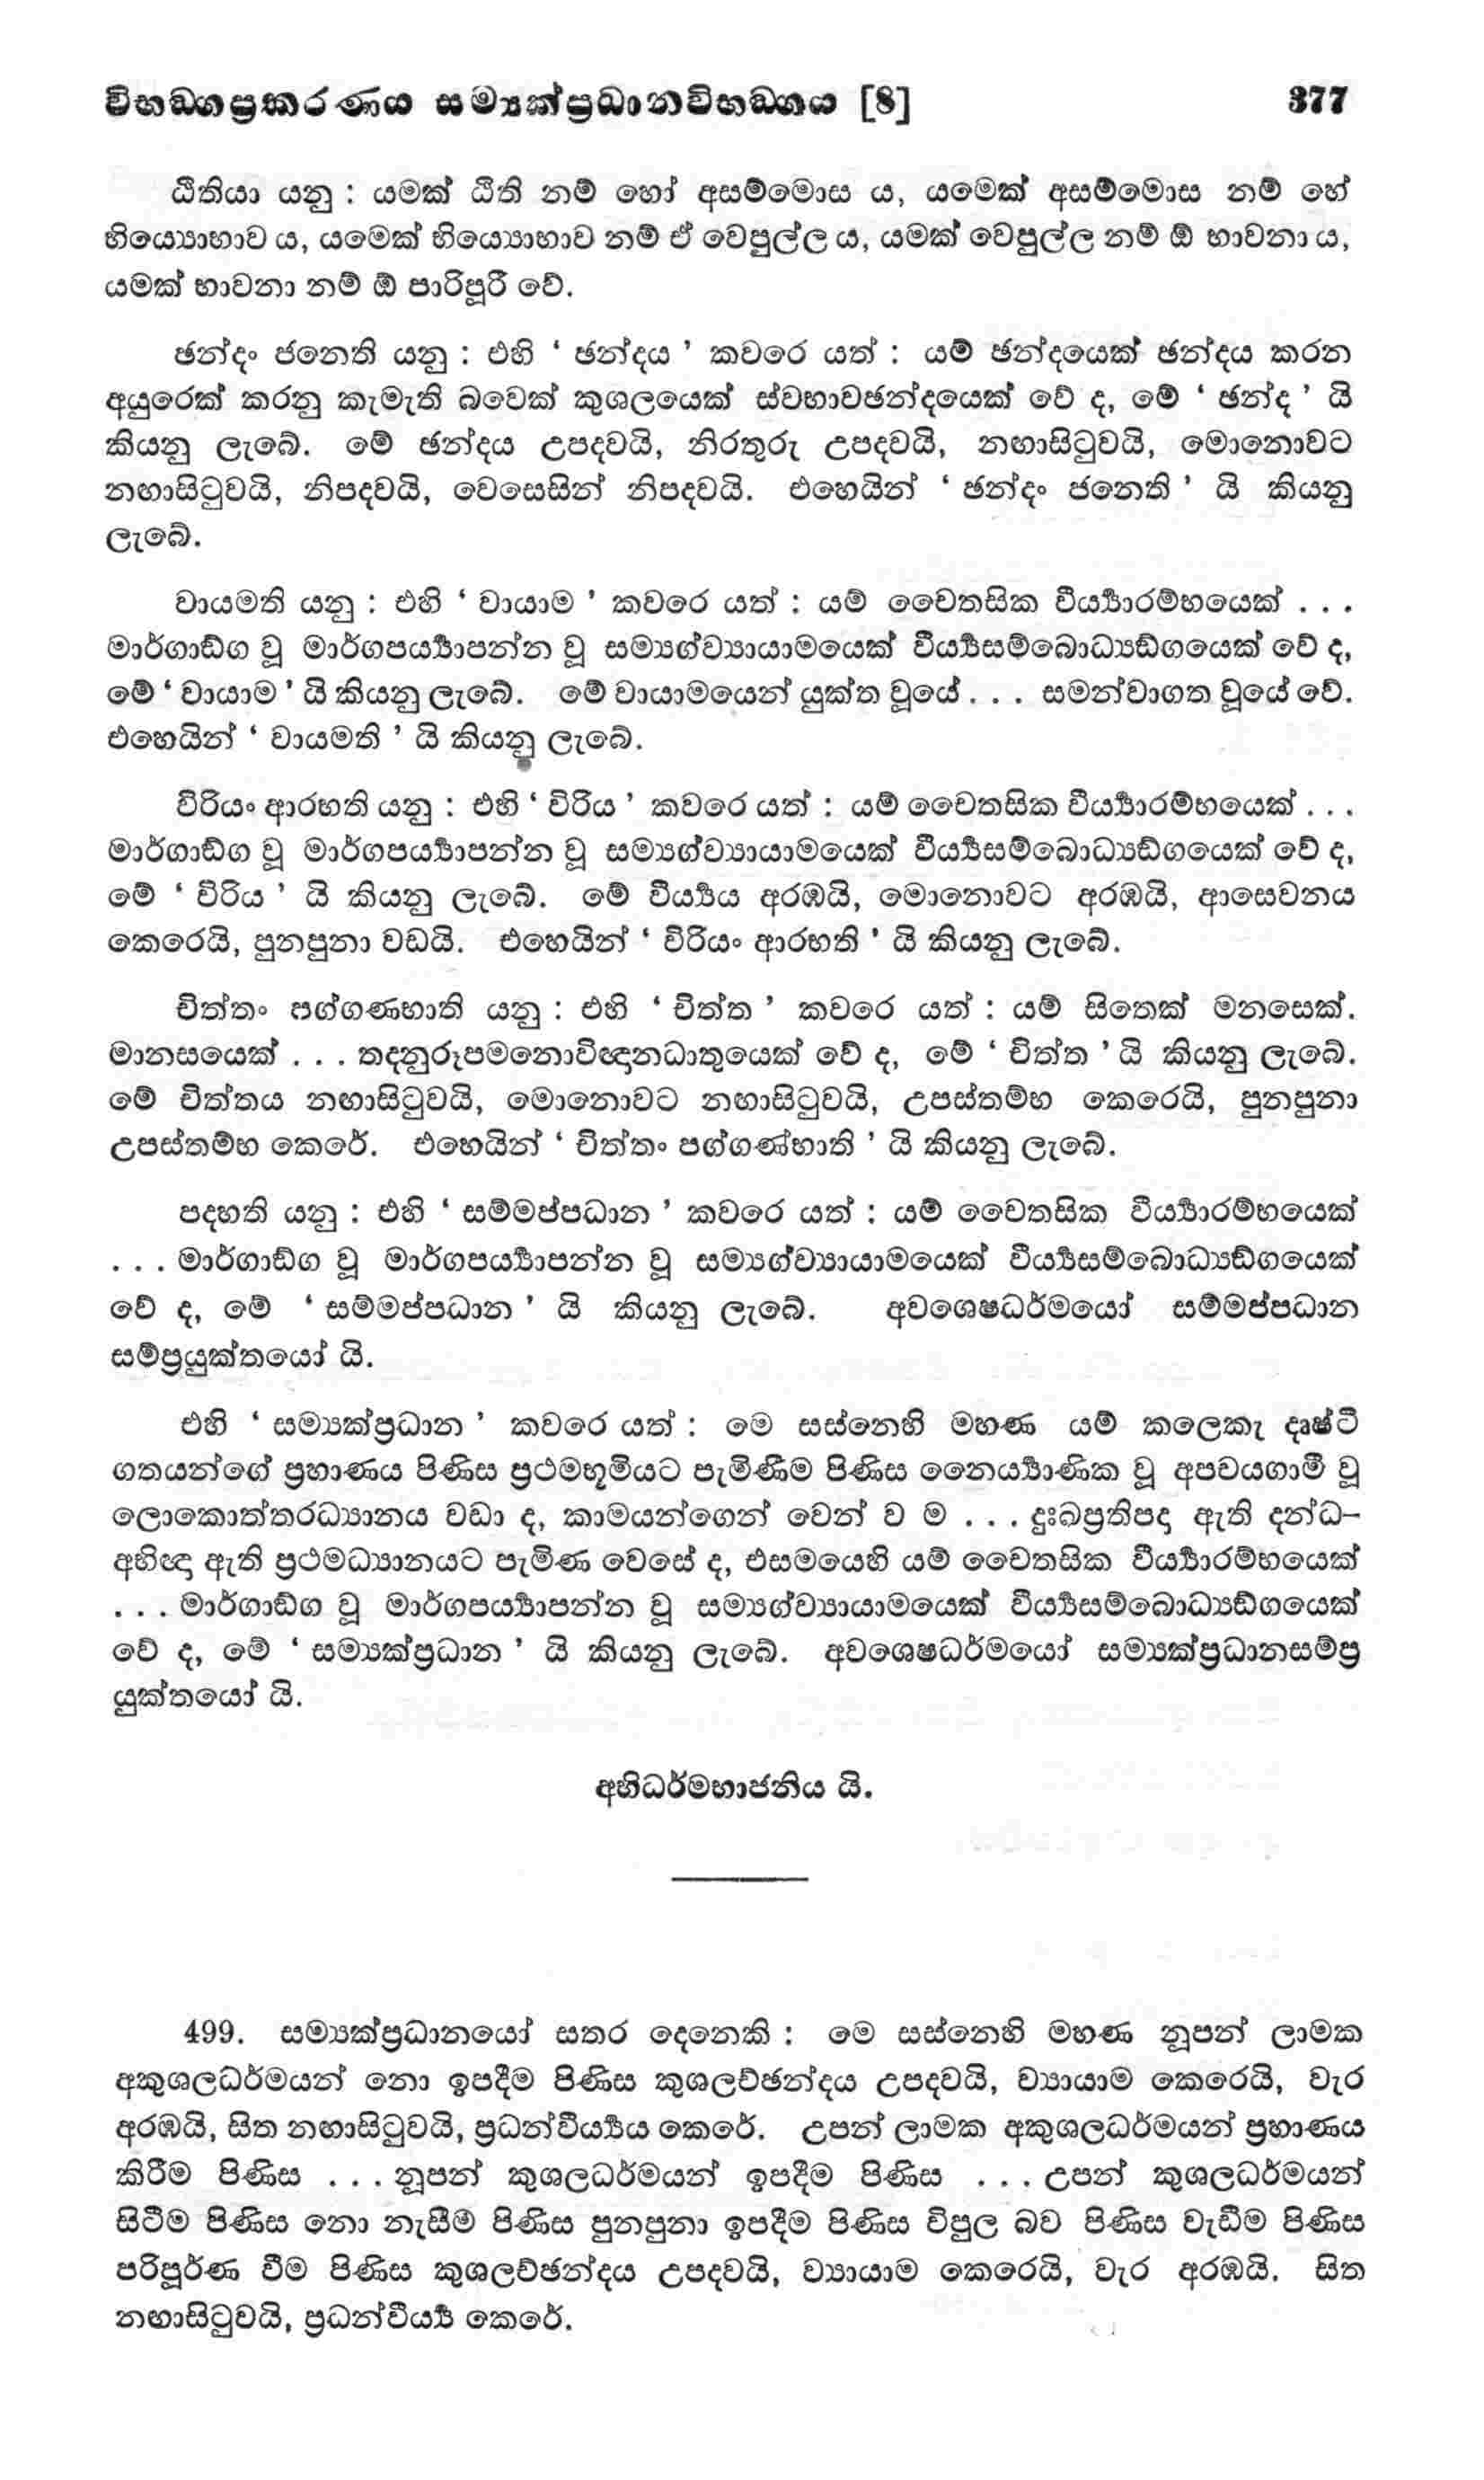 විභඞ්ගප්‍රකරණය සම්‍යක්ප්‍රධානවිභඞ්ගය [8] 377
ඨිතියා යනු : යමක් ඨිති නම් හෝ අසම්මොස ය, යමෙක් අසම්මොස නම් හේ
භිය්‍යොභාව ය, යමෙක් භිය්‍යොභාව නම් ඒ වෙපුල්ල ය, යමක් වෙපුල්ල නම් ඕ භාවනා ය,
යමක් භාවනා නම් ඕ පාරිපූරී වේ.
ඡන්දං ජනෙති යනු : එහි ‘ ඡන්දය ’ කවරෙ යත් : යම් ඡන්දයෙක් ඡන්දය කරන
අයුරෙක් කරනු කැමැති බවෙක් කුශලයෙක් ස්වභාවඡන්දයෙක් වේ ද, මේ ‘ ඡන්ද ’ යි
කියනු ලැබේ. මේ ඡන්දය උපදවයි, නිරතුරු උපදවයි, නඟාසිටුවයි, මොනොවට
නඟාසිටුවයි, නිපදවයි, වෙසෙසින් නිපදවයි. එහෙයින් ‘ ඡන්දං ජනෙති ’ යි කියනු
ලැබේ.
වායමති යනු : එහි ‘ වායාම ’ කවරෙ යත් : යම් චෛතසික වීර්‍ය්‍යාරම්භයෙක් . . .
මාර්ගාඞ්ග වූ මාර්ගපර්‍ය්‍යාපන්න වූ සම්‍යග්ව්‍යායාමයෙක් වීර්‍ය්‍යසම්බොධ්‍යඞ්ගයෙක් වේ ද,
මේ ‘ වායාම ’ යි කියනු ලැබේ. මේ වායාමයෙන් යුක්ත වූයේ . . . සමන්වාගත වූයේ වේ.
එහෙයින් ‘ වායමති ’ යි කියනු ලැබේ.
විරියං ආරභති යනු : එහි ‘ විරිය ’ කවරෙ යත් : යම් චෛතසික වීර්‍ය්‍යාරම්භයෙක් . . .
මාර්ගාඞ්ග වූ මාර්ගපර්‍ය්‍යාපන්න වූ සම්‍යග්ව්‍යායාමයෙක් වීර්‍ය්‍යසම්බොධ්‍යඞ්ගයෙක් වේ ද,
මේ ‘ විරිය ’ යි කියනු ලැබේ. මේ වීර්‍ය්‍යය අරඹයි, මොනොවට අරඹයි, ආසෙවනය
කෙරෙයි, පුනපුනා වඩයි. එහෙයින් ‘ විරියං ආරභති ’ යි කියනු ලැබේ.
චිත්තං පග්ගණහාති යනු : එහි ‘ චිත්ත ’ කවරෙ යත් : යම් සිතෙක් මනසෙක්.
මානසයෙක් . . . තදනුරූපමනොවිඥානධාතුයෙක් වේ ද, මේ ‘ චිත්ත ’ යි කියනු ලැබේ.
මේ චිත්තය නඟාසිටුවයි, මොනොවට නඟාසිටුවයි, උපස්තම්භ කෙරෙයි, පුනපුනා
උපස්තම්භ කෙරේ. එහෙයින් ‘ චිත්තං පග්ගණ්හාති ’ යි කියනු ලැබේ.
පදහති යනු : එහි ‘ සම්මප්පධාන ’ කවරෙ යත් : යම් චෛතසික වීර්‍ය්‍යාරම්භයෙක්
. . . මාර්ගාඞ්ග වූ මාර්ගපර්‍ය්‍යාපන්න වූ සම්‍යග්ව්‍යායාමයෙක් වීර්‍ය්‍යසම්බොධ්‍යඞ්ගයෙක්
වේ ද, මේ ‘ සම්මප්පධාන ’ යි කියනු ලැබේ. අවශෙෂධර්මයෝ සම්මප්පධාන
සම්ප්‍රයුක්තයෝ යි.
එහි ‘ සම්‍යක්ප්‍රධාන ’ කවරෙ යත් : මෙ සස්නෙහි මහණ යම් කලෙකැ දෘෂ්ටි
ගතයන්ගේ ප්‍රහාණය පිණිස ප්‍රථමභූමියට පැමිණීම පිණිස නෛර්‍ය්‍යාණික වූ අපචයගාමී වූ
ලොකොත්තරධ්‍යානය වඩා ද, කාමයන්ගෙන් වෙන් ව ම . . . දුඃඛප්‍රතිපදා ඇති දන්ධ-
අභිඥා ඇති ප්‍රථමධ්‍යානයට පැමිණ වෙසේ ද, එසමයෙහි යම් චෛතසික වීර්‍ය්‍යාරම්භයෙක්
. . . මාර්ගාඞ්ග වූ මාර්ගපර්‍ය්‍යාපන්න වූ සම්‍යග්ව්‍යායාමයෙක් වීර්‍ය්‍යසම්බොධ්‍යඞ්ගයෙක්
වේ ද, මේ ‘ සම්‍යක්ප්‍රධාන ’ යි කියනු ලැබේ. අවශෙෂධර්මයෝ සම්‍යක්ප්‍රධානසම්ප්‍ර
යුක්තයෝ යි.
අභිධර්මභාජනිය යි.
499. සම්‍යක්ප්‍රධානයෝ සතර දෙනෙකි : මෙ සස්නෙහි මහණ නූපන් ලාමක
අකුශලධර්මයන් නො ඉපදීම පිණිස කුශලච්ඡන්දය උපදවයි, ව්‍යායාම කෙරෙයි, වැර
අරඹයි, සිත නඟාසිටුවයි, ප්‍රධන්වීර්‍ය්‍යය කෙරේ. උපන් ලාමක අකුශලධර්මයන් ප්‍රහාණය
කිරීම පිණිස . . . නූපන් කුශලධර්මයන් ඉපදීම පිණිස . . . උපන් කුශලධර්මයන්
සිටීම පිණිස නො නැසීම පිණිස පුනපුනා ඉපදීම පිණිස විපුල බව පිණිස වැඩීම පිණිස
පරිපූර්ණ වීම පිණිස කුශලච්ඡන්දය උපදවයි, ව්‍යායාම කෙරෙයි, වැර අරඹයි. සිත
නඟාසිටුවයි, ප්‍රධන්වීර්‍ය්‍ය කෙරේ.